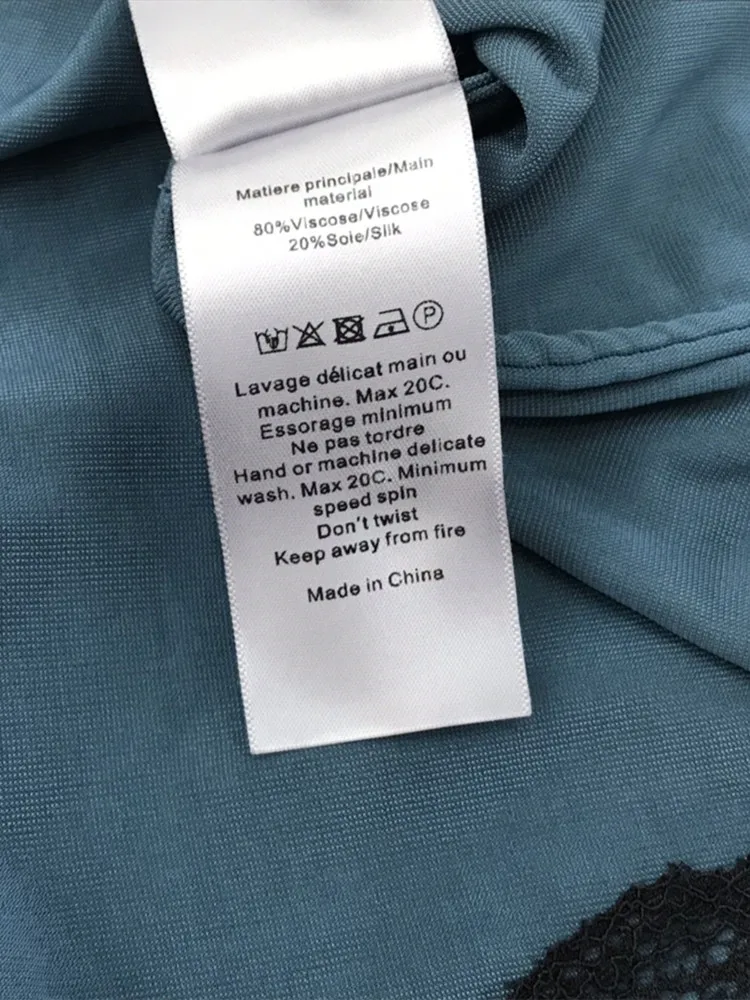 Matiere principale/Main
material
80%Viscose/Viscose
20%Soie/Silk
P
Lavage délicat main ou
machine. Max 20C.
Essorage minimum
Ne pas tordre
Hand or machine delicate
wash. Max 20C. Minimum
speed spin
Don't twist
Keep away from fire
Made in China